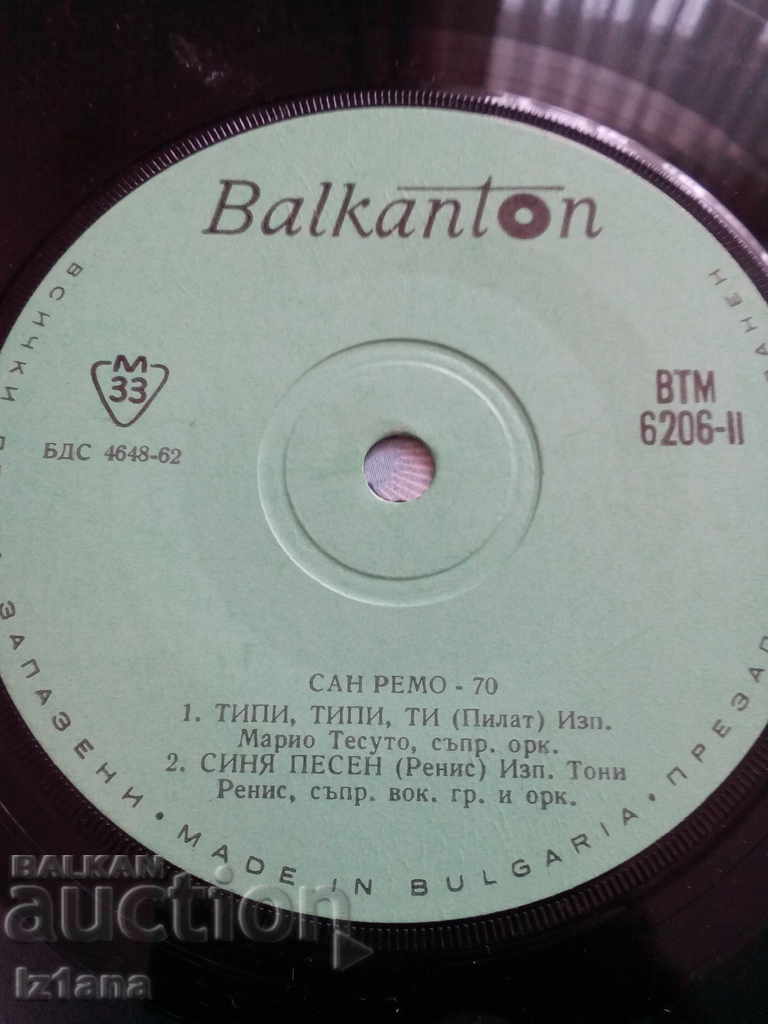 Balkanton
М
33
БДС 4648-62
ВТМ
6206-II
САН РЕМО - 70
1. ТИПИ, ТИПИ, ТИ (Пилат) Изп.
Марио Тесуто, съпр. орк.
2. СИНЯ ПЕСЕН (Ренис) Изп. Тони
Ренис, съпр. вок. гр. и орк.
ВСИЧКИ
ЗАПАЗЕНИ • MADE IN BULGARIA •
BALKAN
auction
Iz1ana